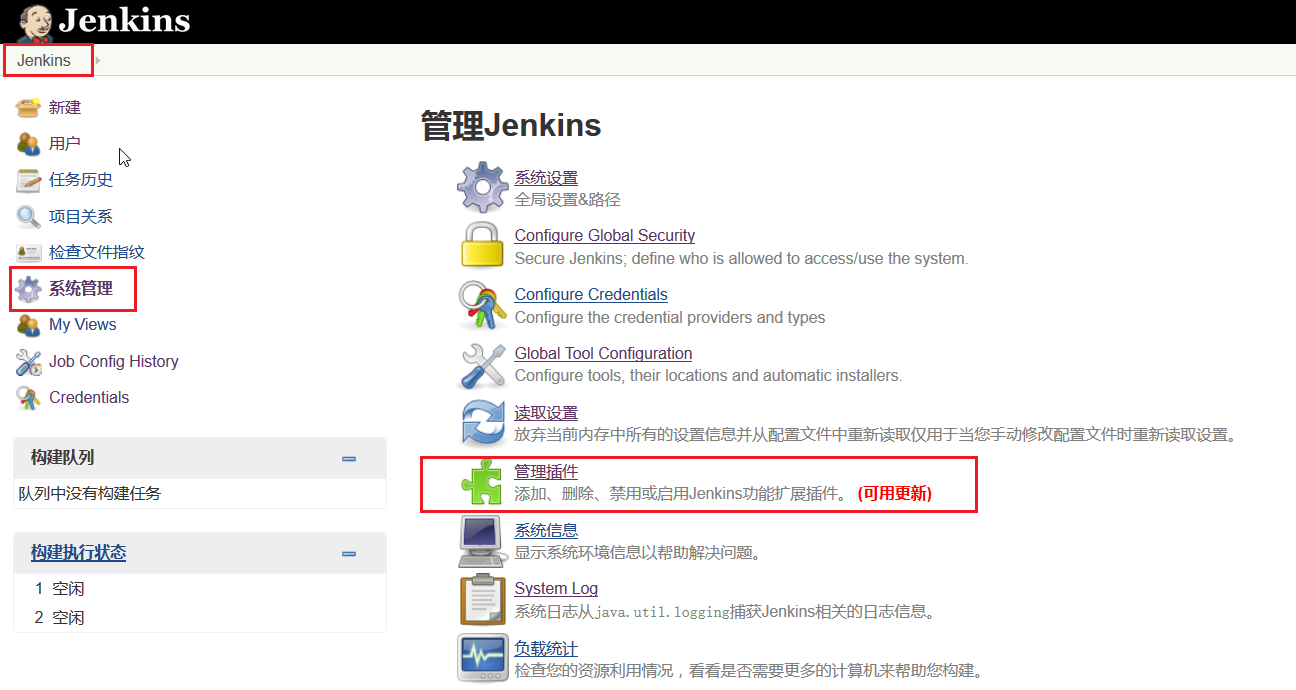 Jenkins
Jenkins
新建
用户
任务历史
项目关系
检查文件指纹
系统管理
My Views
Job Config History
Credentials
构建队列
队列中没有构建任务
构建执行状态
1 空闲
2 空闲
管理Jenkins
系统设置
全局设置&路径
Configure Global Security
Secure Jenkins; define who is allowed to access/use the system.
Configure Credentials
Configure the credential providers and types
Global Tool Configuration
Configure tools, their locations and automatic installers.
读取设置
放弃当前内存中所有的设置信息并从配置文件中重新读取仅用于当您手动修改配置文件时重新读取设置。
管理插件
添加、删除、禁用或启用Jenkins功能扩展插件。 (可用更新)
系统信息
显示系统环境信息以帮助解决问题。
System Log
系统日志从java.util.logging捕获Jenkins相关的日志信息。
负载统计
检查您的资源利用情况，看看是否需要更多的计算机来帮助您构建。